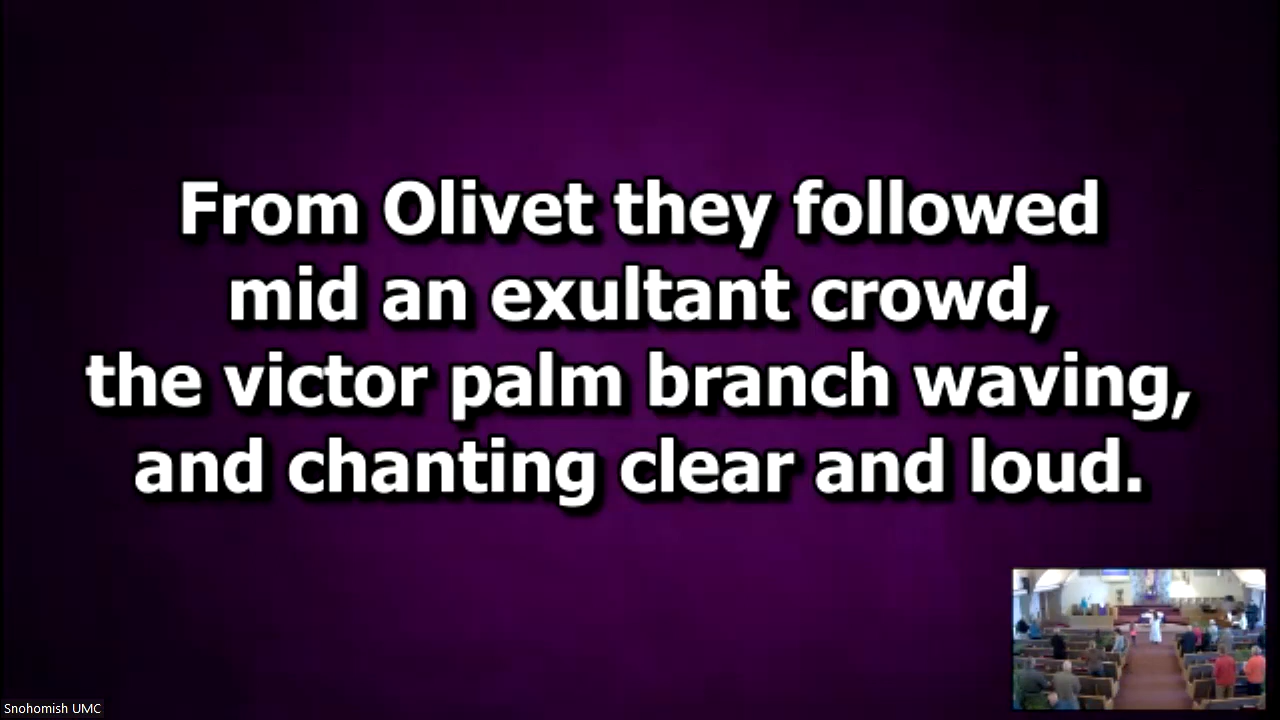 From Olivet they followed
mid an exultant crowd,
the victor palm branch waving,
and chanting clear and loud.
Snohomish UMC